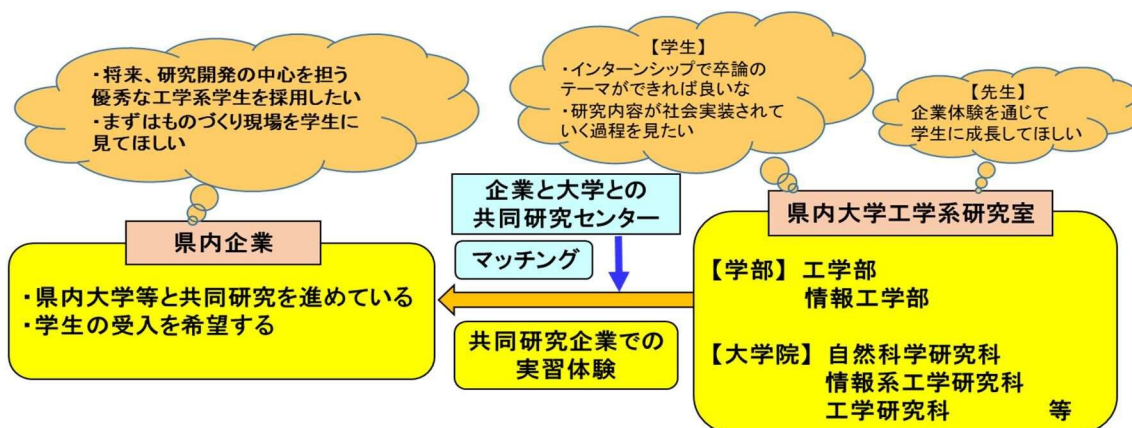 ・将来、研究開発の中心を担う
優秀な工学系学生を採用したい
・まずはものづくり現場を学生に
見てほしい
【学生】
・インターンシップで卒論の
テーマができれば良いな
・研究内容が社会実装されて
いく過程を見たい
【先生】
企業体験を通じて
学生に成長してほしい
県内企業
・県内大学等と共同研究を進めている
・学生の受入を希望する
企業と大学との
共同研究センター
マッチング
共同研究企業での
実習体験
県内大学工学系研究室
【学部】工学部
情報工学部
【大学院】自然科学研究科
情報系工学研究科
工学研究科 等